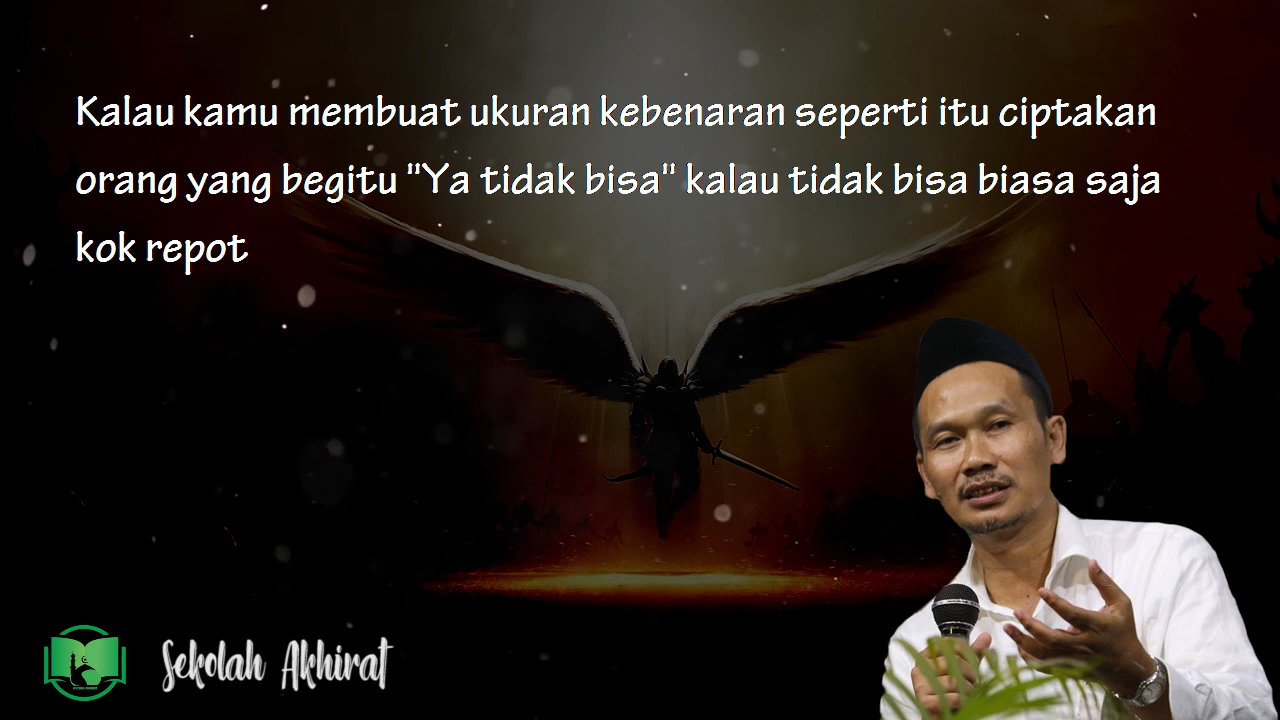 Kalau kamu membuat ukuran kebenaran seperti itu ciptakan
orang yang begitu "Ya tidak bisa" kalau tidak bisa biasa saja
kok repot
Sekolah Akhirat